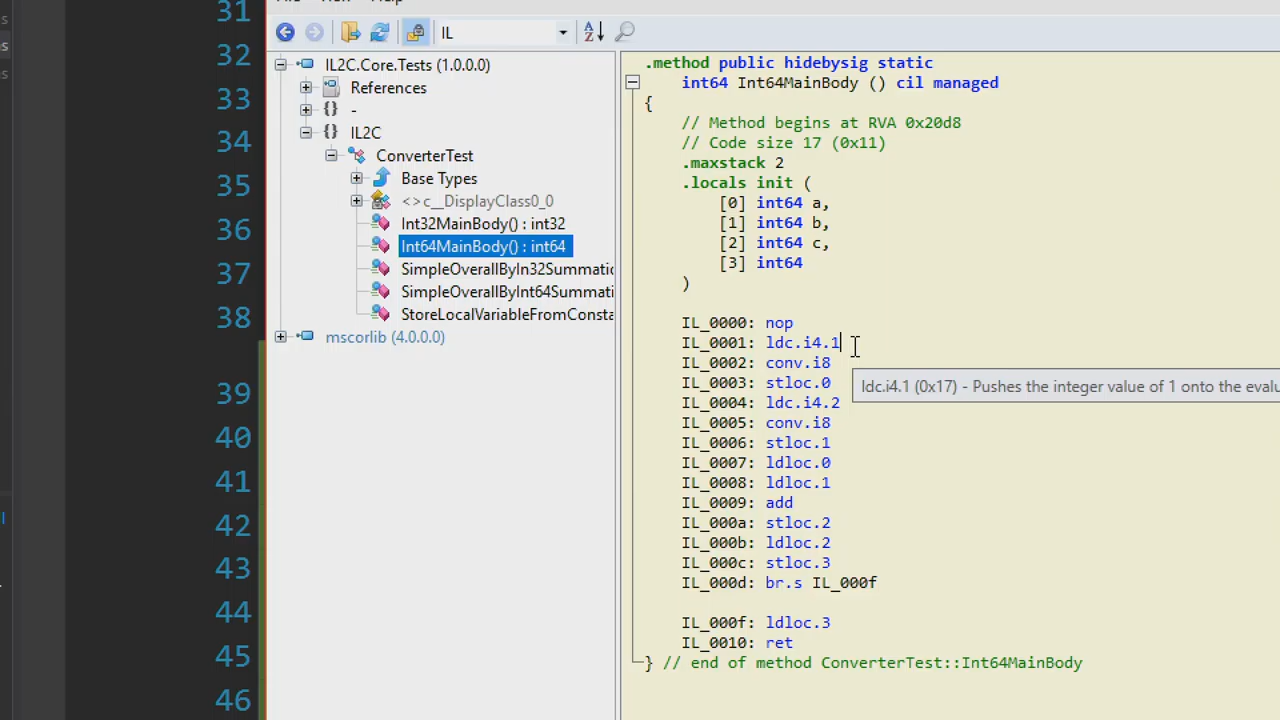 31
32
33
34
35
36
37
38
39
40
41
42
43
44
45
46
IL
IL2C.Core.Tests (1.0.0.0)
References
{} -
{} IL2C
ConverterTest
Base Types
<>c__DisplayClass0_0
Int32MainBody() : int32
Int64MainBody() : int64
SimpleOverallByIn32Summatic
SimpleOverallByInt64Summati
StoreLocalVariableFromConsta
mscorlib (4.0.0.0)
.method public hidebysig static
int64 Int64MainBody () cil managed
{
// Method begins at RVA 0x20d8
// Code size 17 (0x11)
.maxstack 2
.locals init (
[0] int64 a,
[1] int64 b,
[2] int64 c,
[3] int64
)
IL_0000: nop
IL_0001: ldc.i4.1
IL_0002: conv.i8
IL_0003: stloc.0
ldc.i4.1 (0x17) - Pushes the integer value of 1 onto the evalu
IL_0004: ldc.i4.2
IL_0005: conv.i8
IL_0006: stloc.1
IL_0007: ldloc.0
IL_0008: ldloc.1
IL_0009: add
IL_000a: stloc.2
IL_000b: ldloc.2
IL_000c: stloc.3
IL_000d: br.s IL_000f
IL_000f: ldloc.3
IL_0010: ret
} // end of method ConverterTest::Int64MainBody